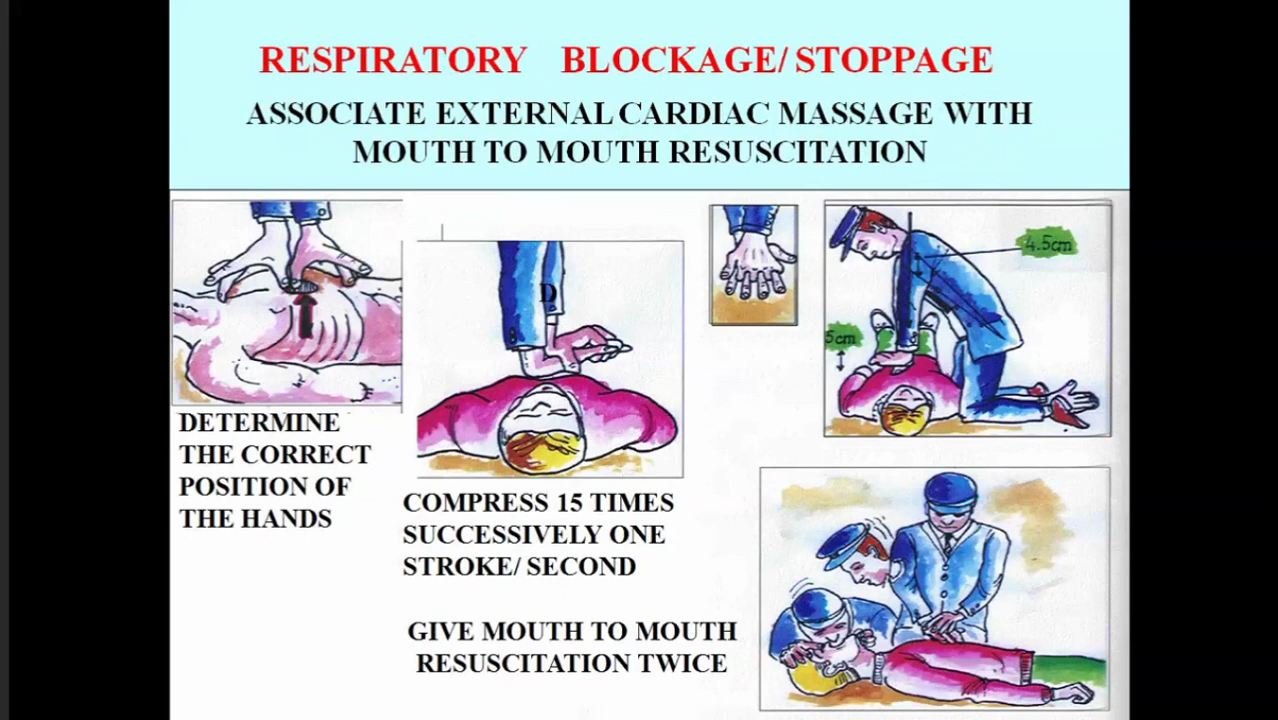 RESPIRATORY BLOCKAGE/ STOPPAGE
ASSOCIATE EXTERNAL CARDIAC MASSAGE WITH
MOUTH TO MOUTH RESUSCITATION
D
4.5cm
5cm
DETERMINE
THE CORRECT
POSITION OF
THE HANDS
COMPRESS 15 TIMES
SUCCESSIVELY ONE
STROKE/ SECOND
GIVE MOUTH TO MOUTH
RESUSCITATION TWICE